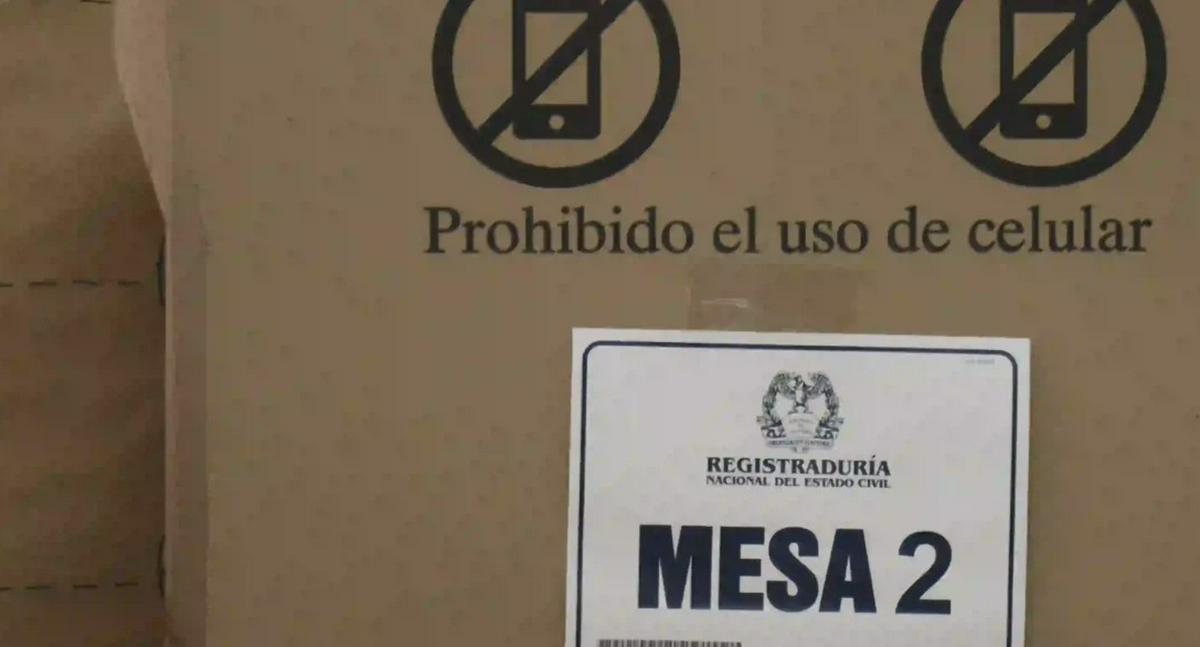 Prohibido el uso de celular
REGISTRADURÍA
NACIONAL DEL ESTADO CIVIL
MESA 2